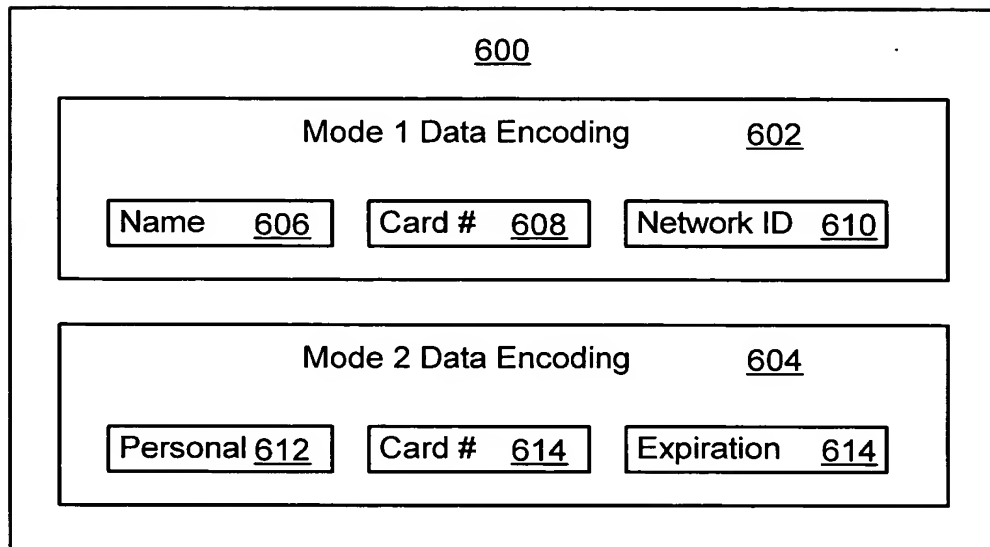 600
Mode 1 Data Encoding 602
Name 606 Card # 608 Network ID 610
Mode 2 Data Encoding 604
Personal 612 Card # 614 Expiration 614